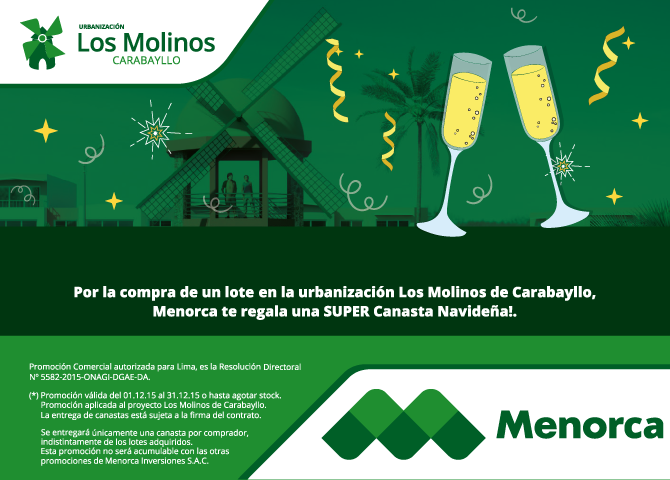 URBANIZACIÓN
Los Molinos
CARABAYLLO
Por la compra de un lote en la urbanización Los Molinos de Carabayllo,
Menorca te regala una SUPER Canasta Navideña!.
Promoción Comercial autorizada para Lima, es la Resolución Directoral
Nº 5582-2015-ONAGI-DGAE-DA.
(*) Promoción válida del 01.12.15 al 31.12.15 o hasta agotar stock.
Promoción aplicada al proyecto Los Molinos de Carabayllo.
La entrega de canastas está sujeta a la firma del contrato.
Se entregará únicamente una canasta por comprador,
indistintamente de los lotes adquiridos.
Esta promoción no será acumulable con las otras
promociones de Menorca Inversiones S.A.C.
Menorca